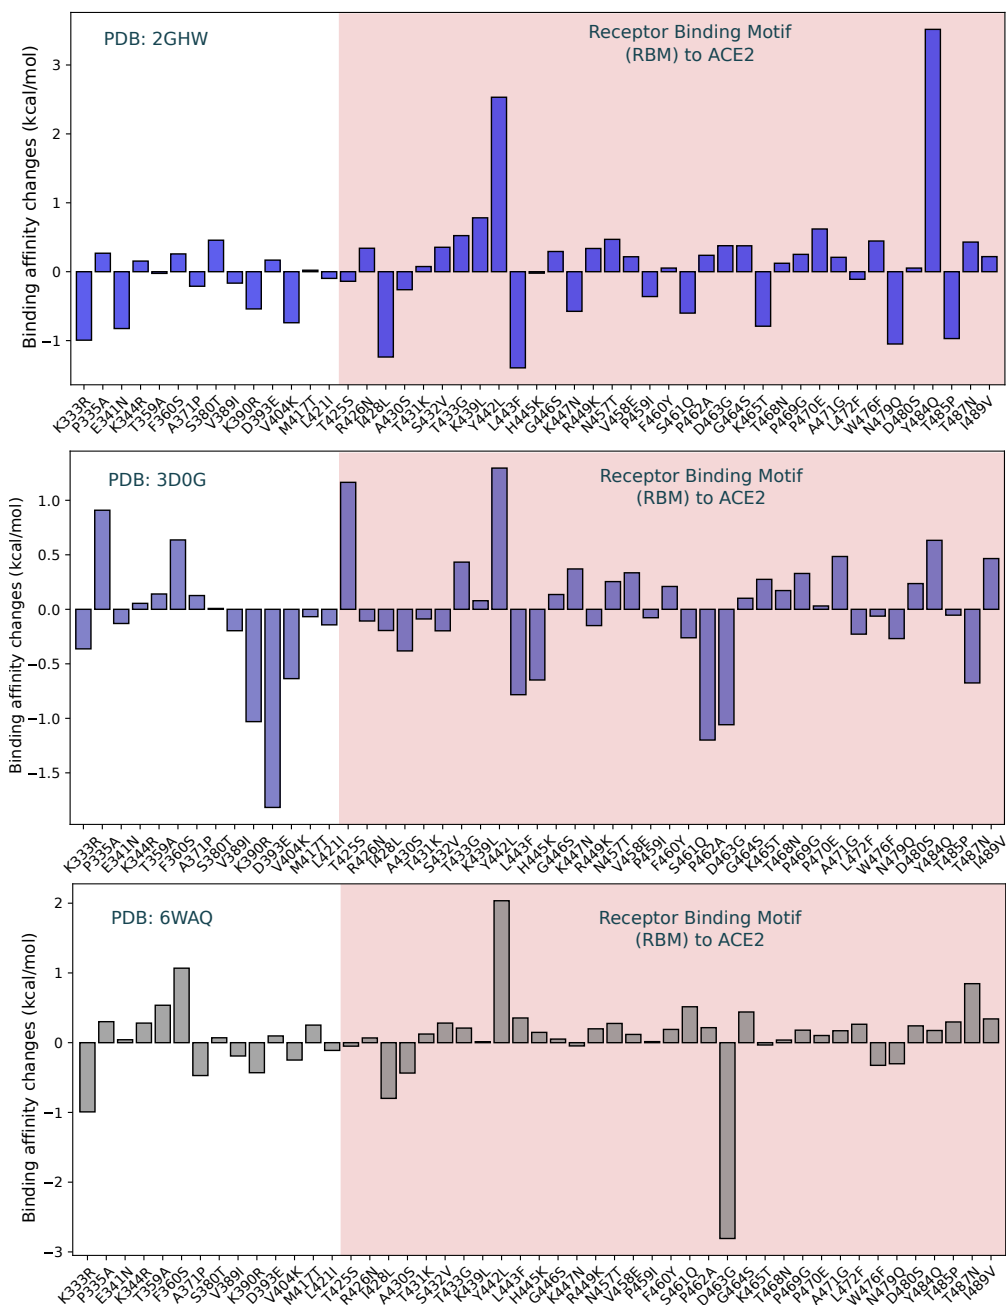 PDB: 2GHW
Receptor Binding Motif
(RBM) to ACE2
Binding affinity changes (kcal/mol)
3
2
1
0
−1
K333R P335A E341N K344R T359A F360S A371P S380T V389I K390R D393E V404K M417T L421I T425S R426N I428L A430S T431K S432V T433G K439L Y442L L443F H445K G446S K447N R449K N457T V458E P459I F460Y S461Q P462A D463G G464S K465T T468N P469G P470E A471G L472F W476F N479Q D480S Y484Q T485P T487N I489V
PDB: 3D0G
Receptor Binding Motif
(RBM) to ACE2
Binding affinity changes (kcal/mol)
1.0
0.5
0.0
−0.5
−1.0
−1.5
K333R P335A E341N K344R T359A F360S A371P S380T V389I K390R D393E V404K M417T L421I T425S R426N I428L A430S T431K S432V T433G K439L Y442L L443F H445K G446S K447N R449K N457T V458E P459I F460Y S461Q P462A D463G G464S K465T T468N P469G P470E A471G L472F W476F N479Q D480S Y484Q T485P T487N I489V
PDB: 6WAQ
Receptor Binding Motif
(RBM) to ACE2
Binding affinity changes (kcal/mol)
2
1
0
−1
−2
−3
K333R P335A E341N K344R T359A F360S A371P S380T V389I K390R D393E V404K M417T L421I T425S R426N I428L A430S T431K S432V T433G K439L Y442L L443F H445K G446S K447N R449K N457T V458E P459I F460Y S461Q P462A D463G G464S K465T T468N P469G P470E A471G L472F W476F N479Q D480S Y484Q T485P T487N I489V